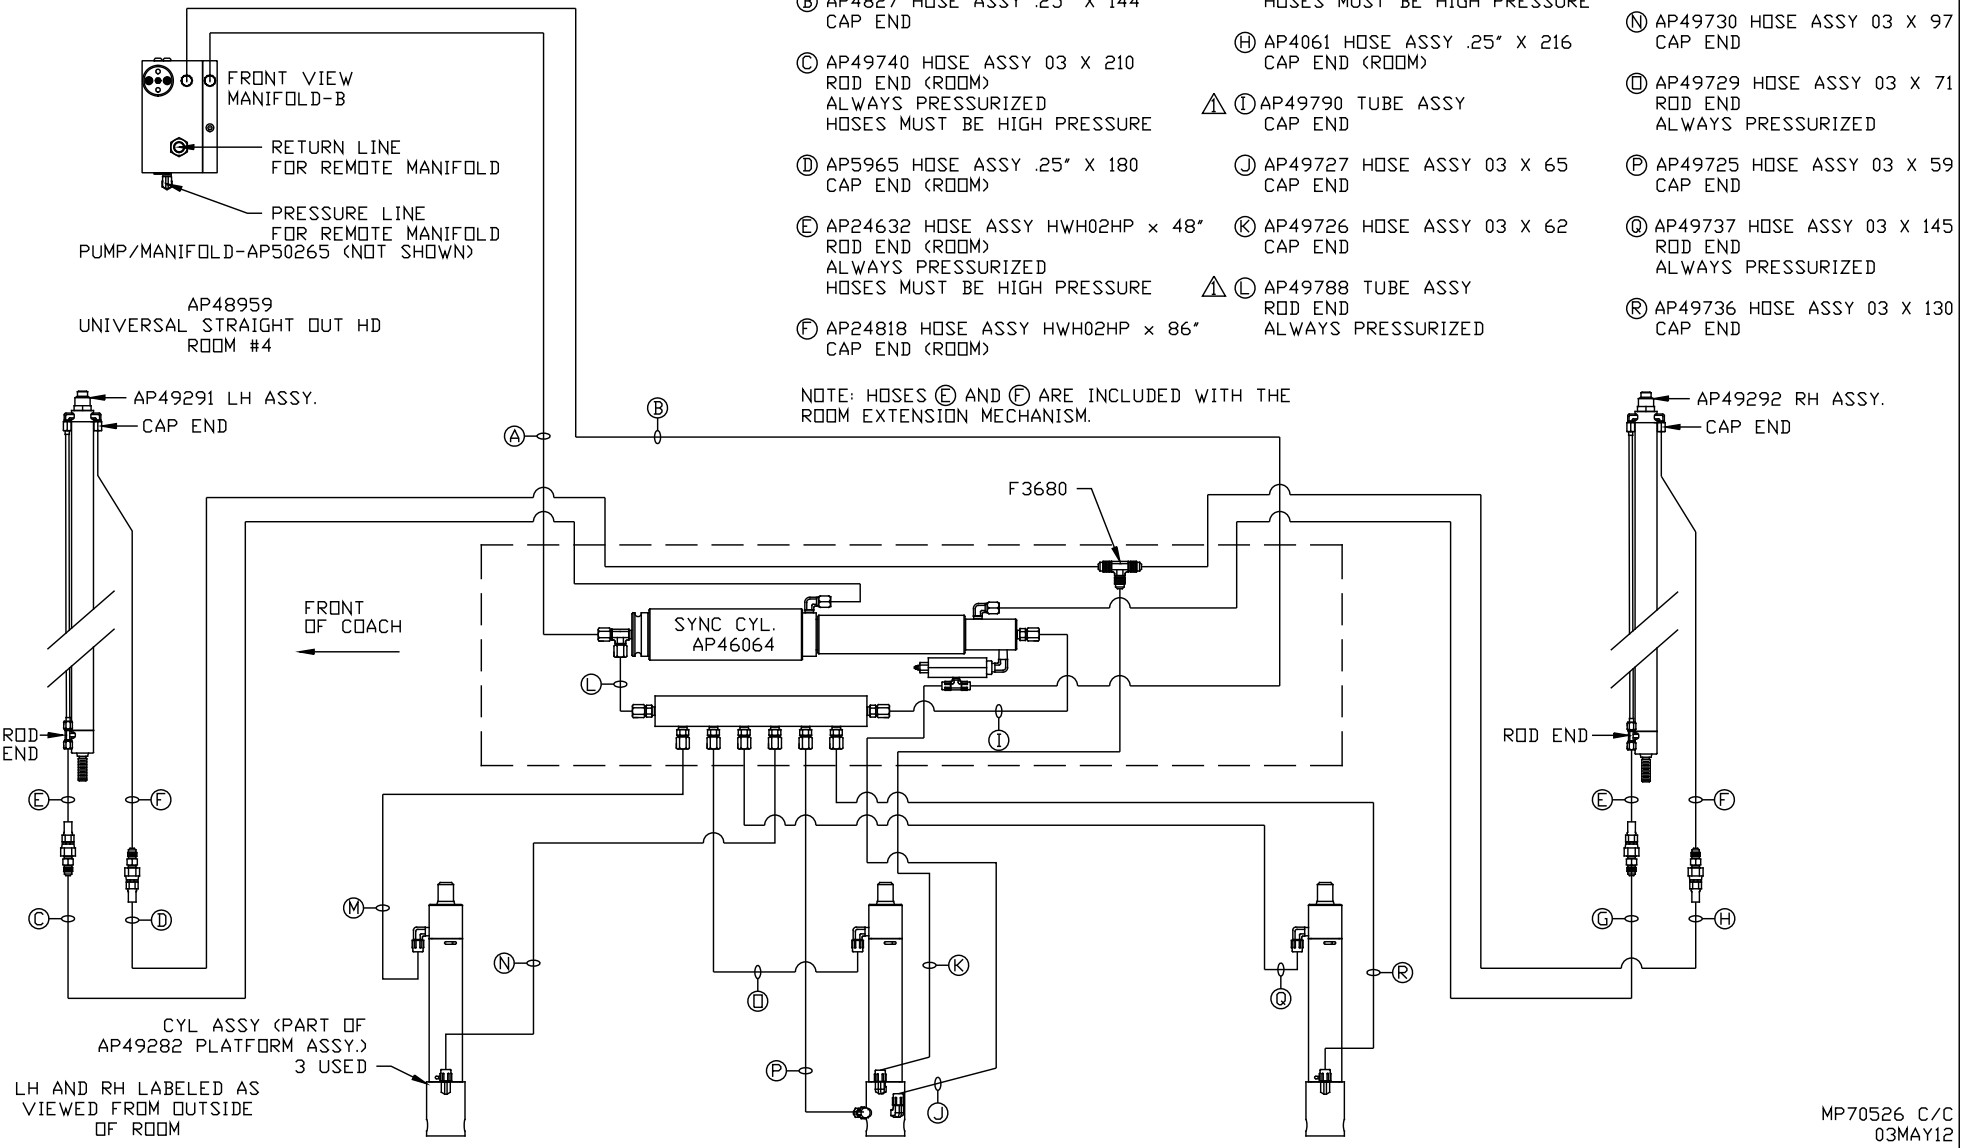 Ⓑ AP4827 HOSE ASSY .25" X 144
CAP END
Ⓒ AP49740 HOSE ASSY 03 X 210
ROD END (ROOM)
ALWAYS PRESSURIZED
HOSES MUST BE HIGH PRESSURE
Ⓓ AP5965 HOSE ASSY .25" X 180
CAP END (ROOM)
Ⓔ AP24632 HOSE ASSY HWH02HP x 48"
ROD END (ROOM)
ALWAYS PRESSURIZED
HOSES MUST BE HIGH PRESSURE
Ⓕ AP24818 HOSE ASSY HWH02HP x 86"
CAP END (ROOM)
NOTE: HOSES Ⓔ AND Ⓕ ARE INCLUDED WITH THE
ROOM EXTENSION MECHANISM.
HOSES MUST BE HIGH PRESSURE
Ⓗ AP4061 HOSE ASSY .25" X 216
CAP END (ROOM)
1 Ⓘ AP49790 TUBE ASSY
CAP END
Ⓙ AP49727 HOSE ASSY 03 X 65
CAP END
Ⓚ AP49726 HOSE ASSY 03 X 62
CAP END
1 Ⓛ AP49788 TUBE ASSY
ROD END
ALWAYS PRESSURIZED
Ⓝ AP49730 HOSE ASSY 03 X 97
CAP END
Ⓞ AP49729 HOSE ASSY 03 X 71
ROD END
ALWAYS PRESSURIZED
Ⓟ AP49725 HOSE ASSY 03 X 59
CAP END
Ⓠ AP49737 HOSE ASSY 03 X 145
ROD END
ALWAYS PRESSURIZED
Ⓡ AP49736 HOSE ASSY 03 X 130
CAP END
FRONT VIEW
MANIFOLD-B
RETURN LINE
FOR REMOTE MANIFOLD
PRESSURE LINE
FOR REMOTE MANIFOLD
PUMP/MANIFOLD-AP50265 (NOT SHOWN)
AP48959
UNIVERSAL STRAIGHT OUT HD
ROOM #4
AP49291 LH ASSY.
CAP END
AP49292 RH ASSY.
CAP END
Ⓐ
Ⓑ
F3680
FRONT
OF COACH
SYNC CYL.
AP46064
Ⓛ
Ⓘ
ROD
END
ROD END
Ⓔ
Ⓕ
Ⓔ
Ⓕ
Ⓒ
Ⓓ
Ⓜ
Ⓝ
Ⓞ
Ⓚ
Ⓠ
Ⓡ
Ⓖ
Ⓗ
Ⓟ
Ⓙ
CYL ASSY (PART OF
AP49282 PLATFORM ASSY.)
3 USED
LH AND RH LABELED AS
VIEWED FROM OUTSIDE
OF ROOM
MP70526 C/C
03MAY12